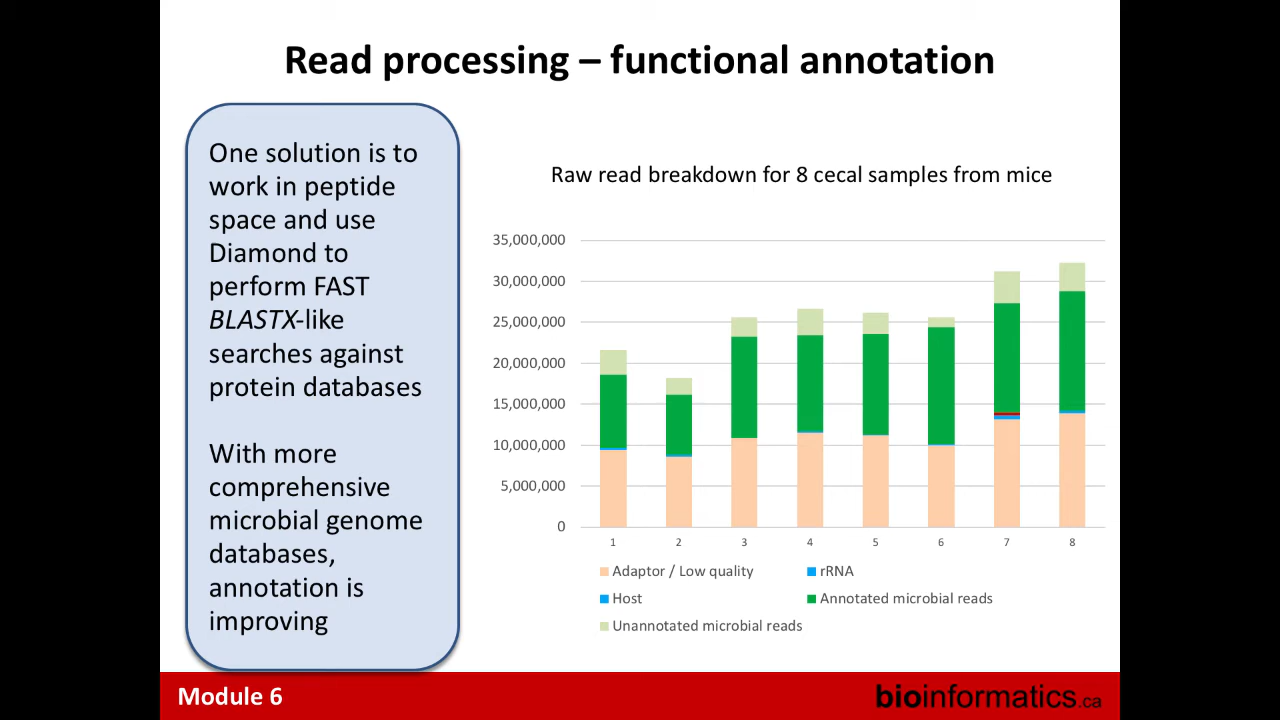 Read processing – functional annotation
One solution is to
work in peptide
space and use
Diamond to
perform FAST
BLASTX-like
searches against
protein databases
With more
comprehensive
microbial genome
databases,
annotation is
improving
Raw read breakdown for 8 cecal samples from mice
35,000,000
30,000,000
25,000,000
20,000,000
15,000,000
10,000,000
5,000,000
0
1 2 3 4 5 6 7 8
Adaptor / Low quality rRNA
Host Annotated microbial reads
Unannotated microbial reads
Module 6 bioinformatics.ca